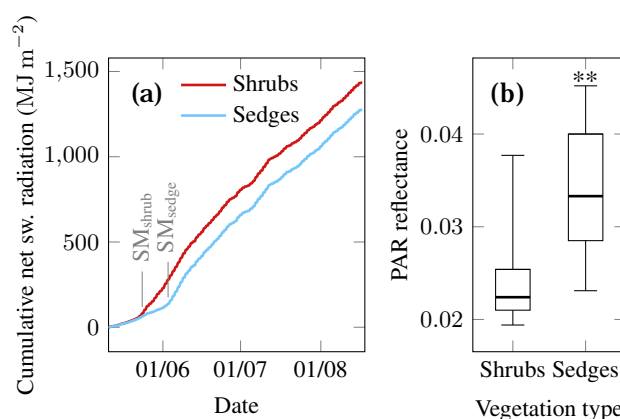 Cumulative net sw. radiation (MJ m−2)
1,500
1,000
500
0
(a)
Shrubs
Sedges
SMshrub
SMsedge
01/06 01/07 01/08
Date
PAR reflectance
0.04
0.03
0.02
(b)
**
Shrubs Sedges
Vegetation type